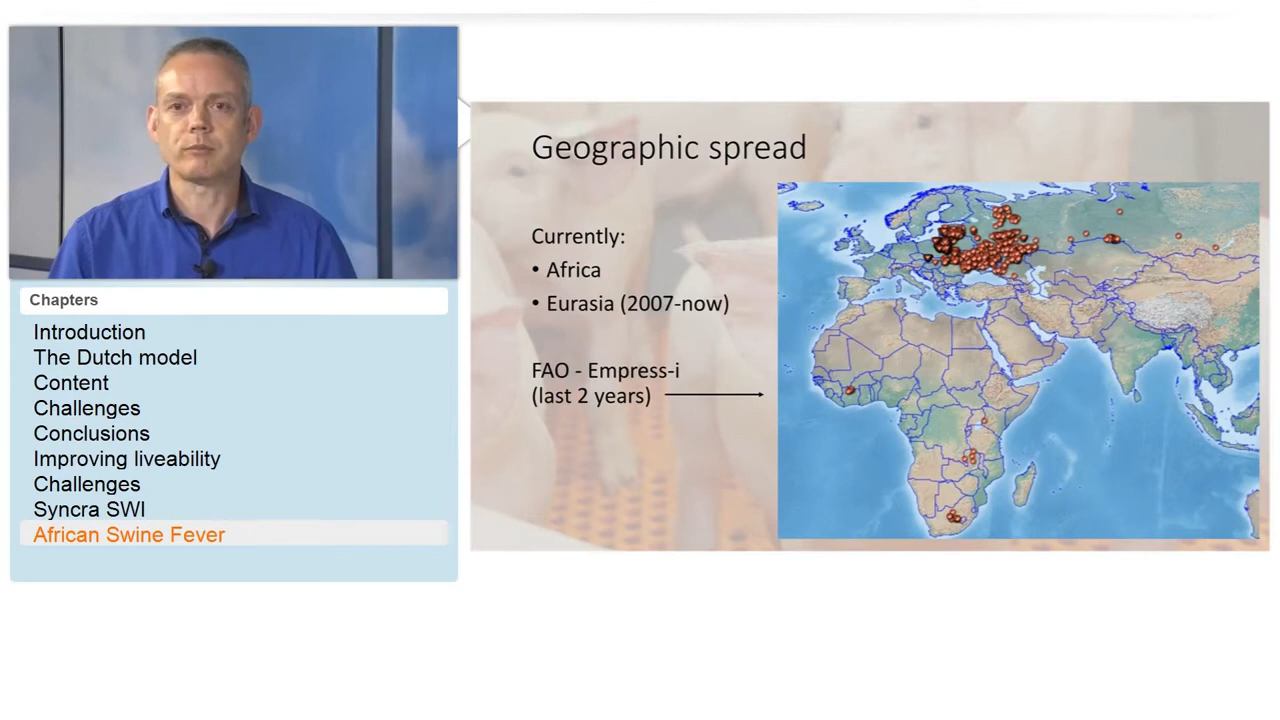 Chapters
Introduction
The Dutch model
Content
Challenges
Conclusions
Improving liveability
Challenges
Syncra SWI
African Swine Fever
Geographic spread
Currently:
• Africa
• Eurasia (2007-now)
FAO - Empress-i
(last 2 years)